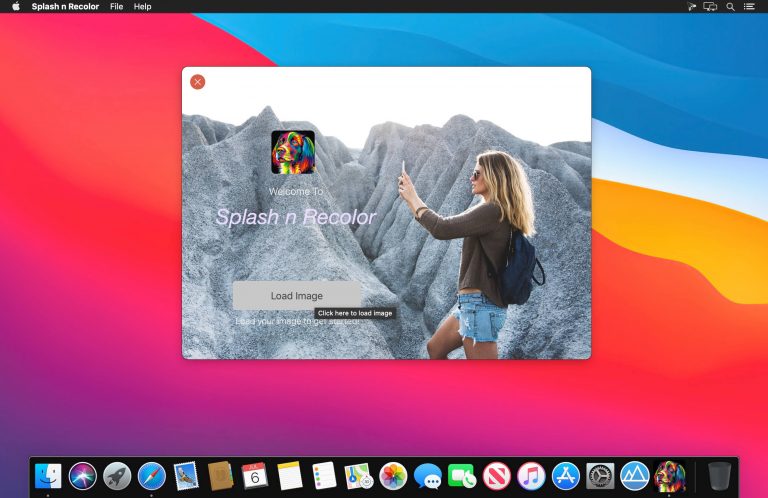 Splash n Recolor File Help
Welcome To
Splash n Recolor
Load Image
Click here to load image
Load your image to get started!
JUL
6